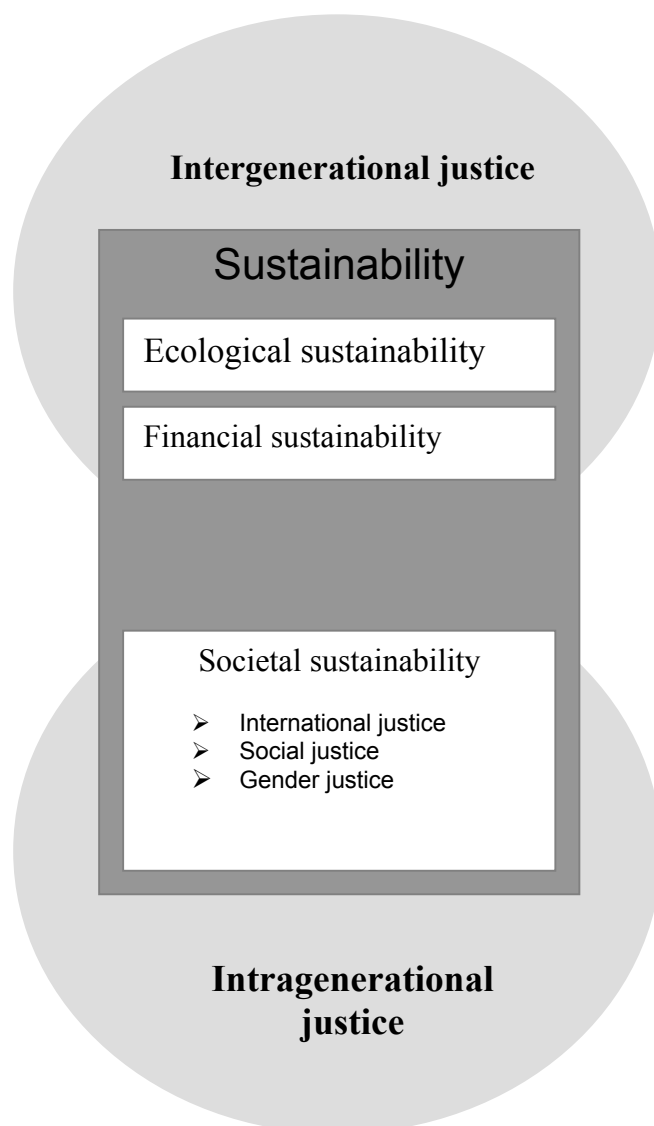 Intergenerational justice
Sustainability
Ecological sustainability
Financial sustainability
Societal sustainability
➢ International justice
➢ Social justice
➢ Gender justice
Intragenerational
justice